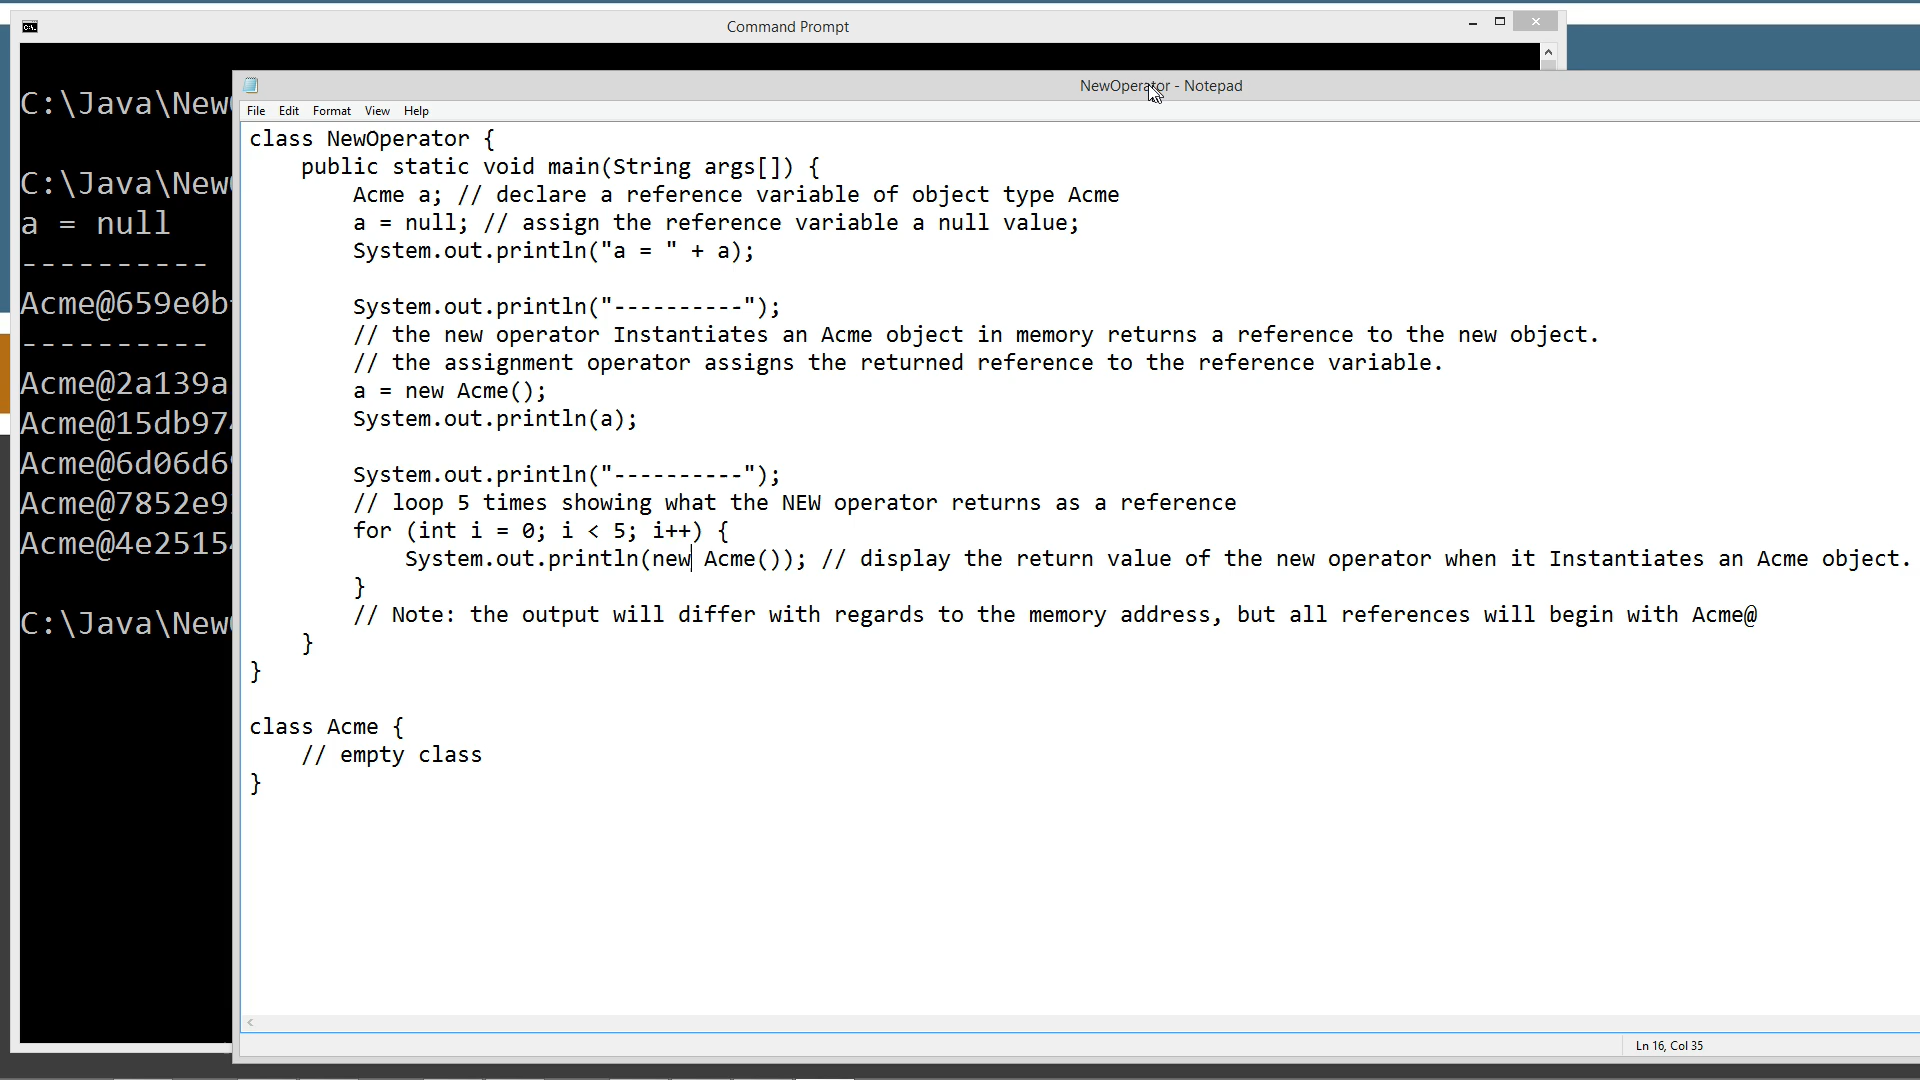 Command Prompt
C:\Java\New
C:\Java\New
a = null
----------
Acme@659e0b
----------
Acme@2a139a
Acme@15db97
Acme@6d06d6
Acme@7852e9
Acme@4e2515
C:\Java\New
NewOperator - Notepad
File Edit Format View Help
class NewOperator {
    public static void main(String args[]) {
        Acme a; // declare a reference variable of object type Acme
        a = null; // assign the reference variable a null value;
        System.out.println("a = " + a);
        System.out.println("----------");
        // the new operator Instantiates an Acme object in memory returns a reference to the new object.
        // the assignment operator assigns the returned reference to the reference variable.
        a = new Acme();
        System.out.println(a);
        System.out.println("----------");
        // loop 5 times showing what the NEW operator returns as a reference
        for (int i = 0; i < 5; i++) {
            System.out.println(new Acme()); // display the return value of the new operator when it Instantiates an Acme object.
        }
        // Note: the output will differ with regards to the memory address, but all references will begin with Acme@
    }
}
class Acme {
    // empty class
}
Ln 16, Col 35